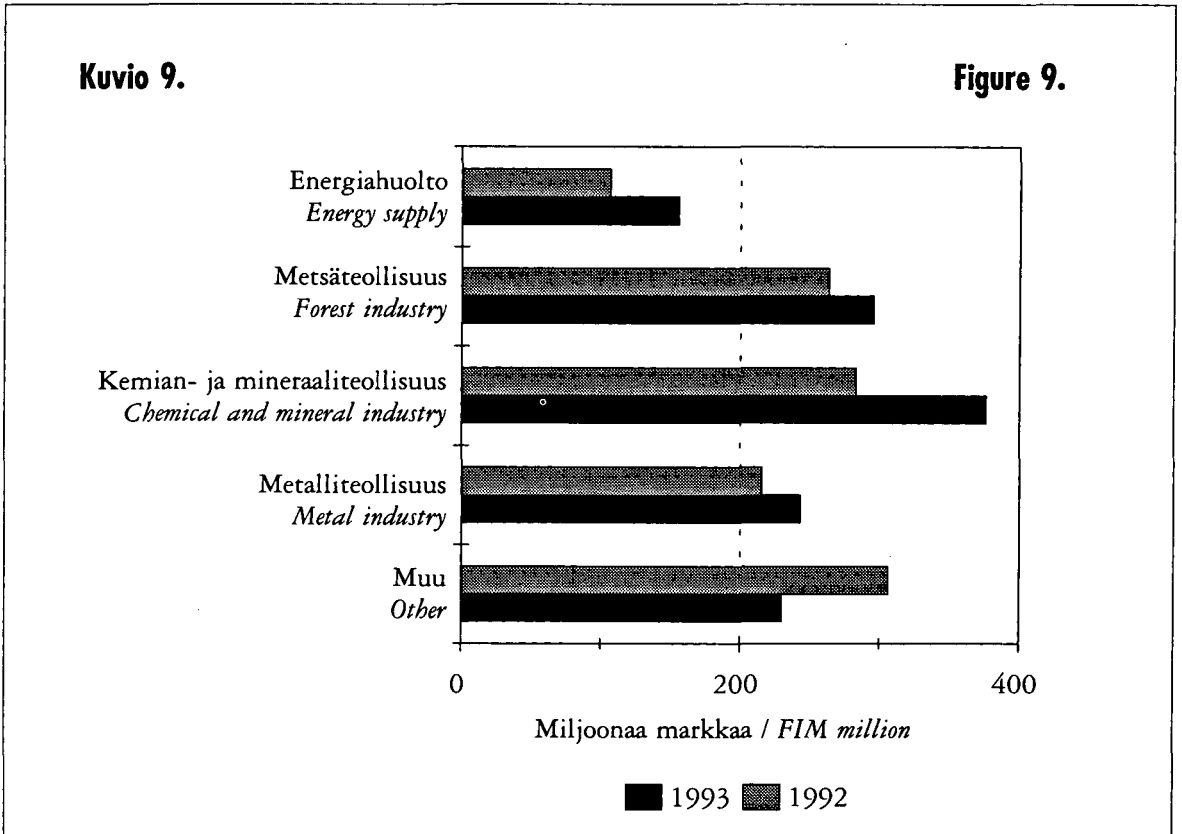 Kuvio 9.
Figure 9.
Energiahuolto
Energy supply
Metsäteollisuus
Forest industry
Kemian- ja mineraaliteollisuus
Chemical and mineral industry
Metalliteollisuus
Metal industry
Muu
Other
0 200 400
Miljoonaa markkaa / FIM million
1993 1992